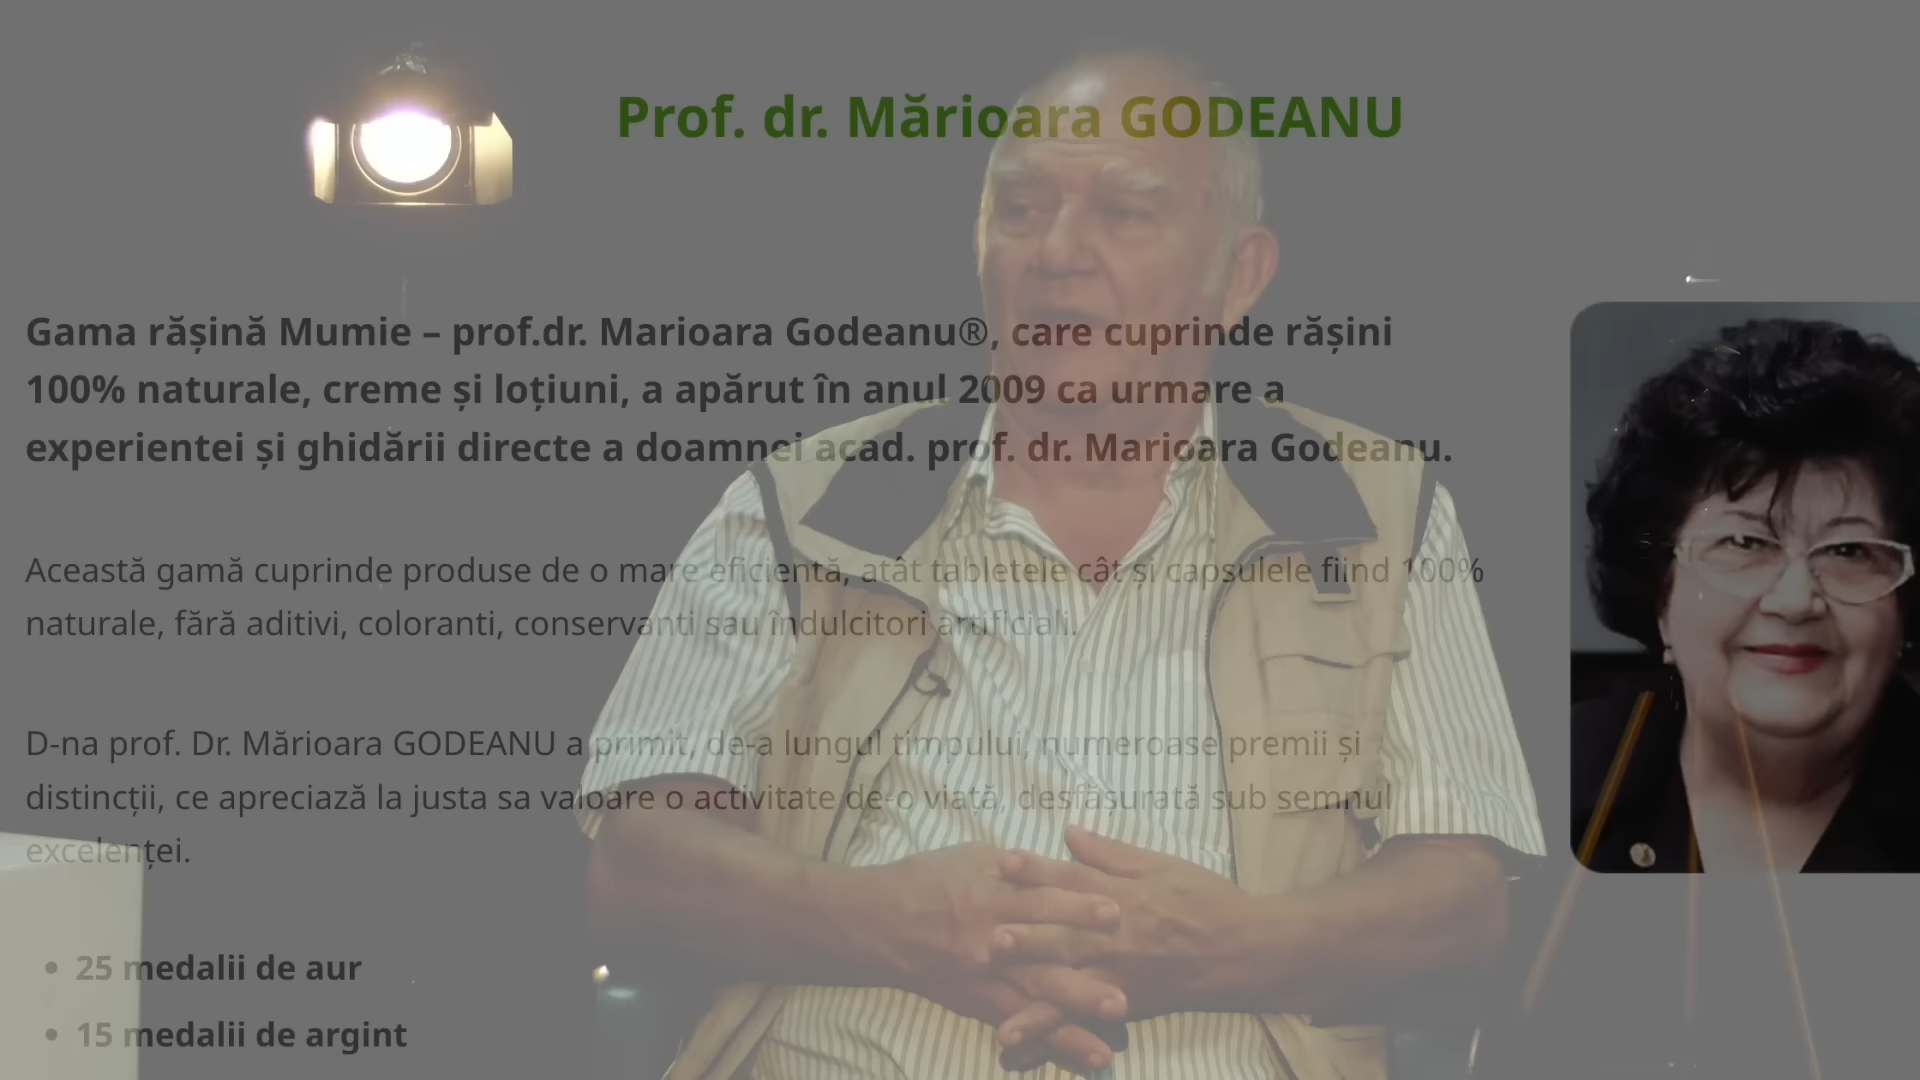 Prof. dr. Mărioara GODEANU
Gama rășină Mumie – prof.dr. Marioara Godeanu®, care cuprinde rășini
100% naturale, creme și loțiuni, a apărut în anul 2009 ca urmare a
experientei și ghidării directe a doamnei acad. prof. dr. Marioara Godeanu.
Această gamă cuprinde produse de o mare eficiență, atât tabletele cât și capsulele fiind 100%
naturale, fără aditivi, coloranti, conservanti sau îndulcitori artificiali.
D-na prof. Dr. Mărioara GODEANU a primit, de-a lungul timpului, numeroase premii și
distincții, ce apreciază la justa sa valoare o activitate de-o viață, desfășurată sub semnul
excelenței.
• 25 medalii de aur
• 15 medalii de argint